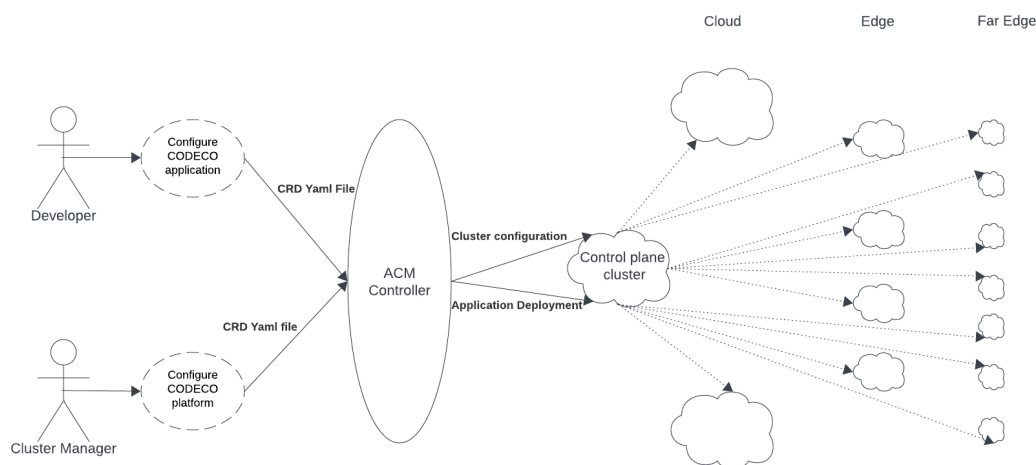 Cloud
Edge
Far Edge
Configure
CODECO
application
Developer
CRD Yaml File
Cluster configuration
Control plane
cluster
ACM
Controller
Application Deployment
CRD Yaml file
Configure
CODECO
platform
Cluster Manager